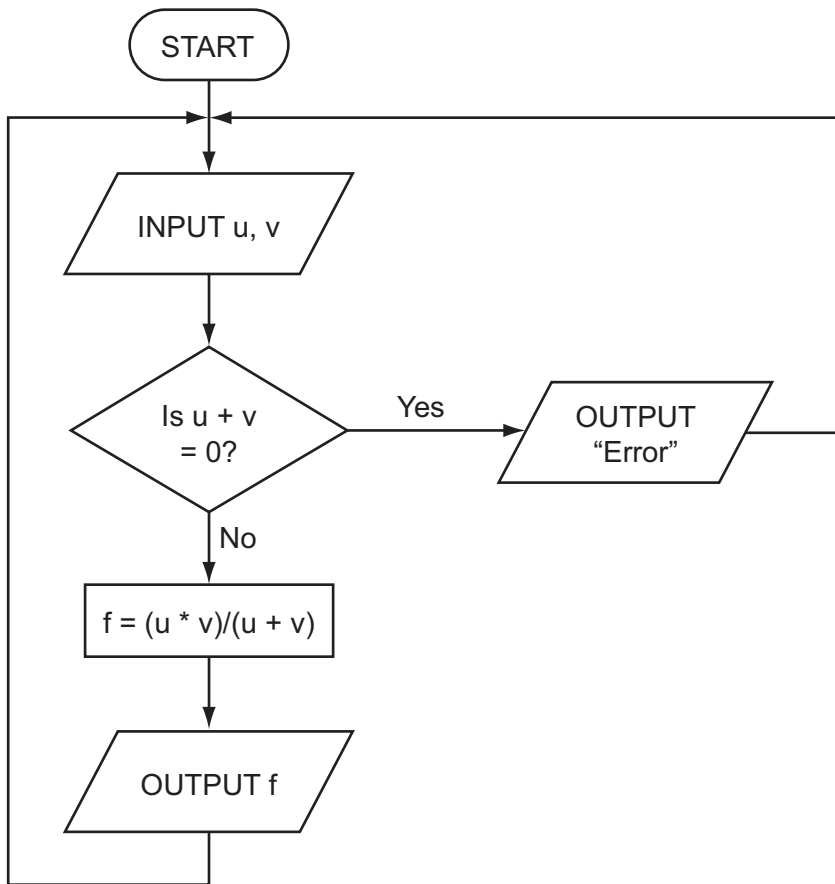 START
INPUT u, v
Is u + v
= 0?
Yes
OUTPUT
“Error”
No
f = (u * v)/(u + v)
OUTPUT f